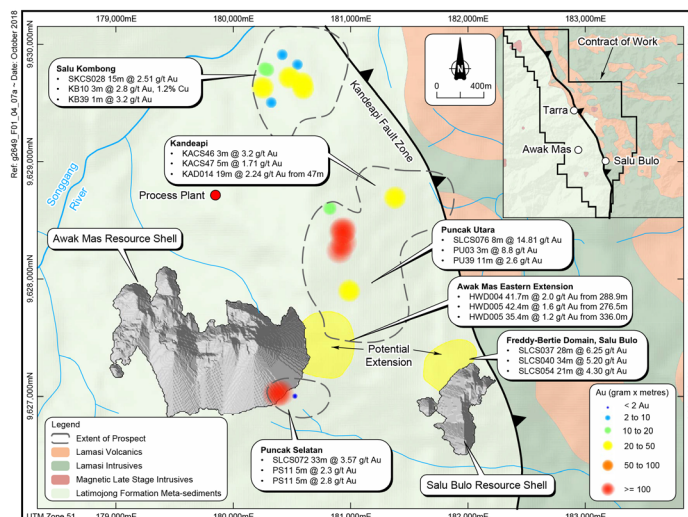 179,000mE 180,000mE 181,000mE 182,000mE 183,000mE
Ref: g2649_F01_04_07a ~ Date: October 2018
9,630,000mN
9,629,000mN
9,628,000mN
9,627,000mN
Salu Kombong
• SKCS028 15m @ 2.51 g/t Au
• KB10 3m @ 2.8 g/t Au, 1.2% Cu
• KB39 1m @ 3.2 g/t Au
Kandeapi
• KACS46 3m @ 3.2 g/t Au
• KACS47 5m @ 1.71 g/t Au
• KAD014 19m @ 2.24 g/t Au from 47m
Kandeapi Fault Zone
N
0 400m
Contract of Work
Tarra
Awak Mas
Salu Bulo
Songgang
River
Process Plant
Awak Mas Resource Shell
Puncak Utara
• SLCS076 8m @ 14.81 g/t Au
• PU03 3m @ 8.8 g/t Au
• PU39 11m @ 2.6 g/t Au
Awak Mas Eastern Extension
• HWD004 41.7m @ 2.0 g/t Au from 288.9m
• HWD005 42.4m @ 1.6 g/t Au from 276.5m
• HWD005 35.4m @ 1.2 g/t Au from 336.0m
Potential
Extension
Freddy-Bertie Domain, Salu Bulo
• SLCS037 28m @ 6.25 g/t Au
• SLCS040 34m @ 5.20 g/t Au
• SLCS054 21m @ 4.30 g/t Au
Puncak Selatan
• SLCS072 33m @ 3.57 g/t Au
• PS11 5m @ 2.3 g/t Au
• PS11 5m @ 2.8 g/t Au
Salu Bulo Resource Shell
Legend
Extent of Prospect
Lamasi Volcanics
Lamasi Intrusives
Magnetic Late Stage Intrusives
Latimojong Formation Meta-sediments
Au (gram x metres)
< 2 Au
2 to 10
10 to 20
20 to 50
50 to 100
>= 100
UTM Zone 51
179,000mE 180,000mE 181,000mE 182,000mE 183,000mE